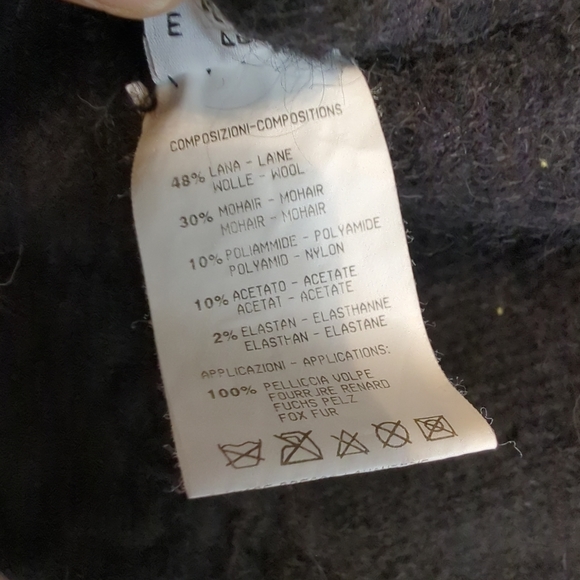 E
COMPOSIZIONI-COMPOSITIONS
48% LANA - LAINE
WOLLE - WOOL
30% MOHAIR - MOHAIR
MOHAIR - MOHAIR
10% POLIAMMIDE - POLYAMIDE
POLYAMID - NYLON
10% ACETATO - ACETATE
ACETAT - ACETATE
2% ELASTAN - ELASTHANNE
ELASTHAN - ELASTANE
APPLICAZIONI - APPLICATIONS:
100% PELLICCIA VOLPE
FOURRURE RENARD
FUCHS PELZ
FOX FUR